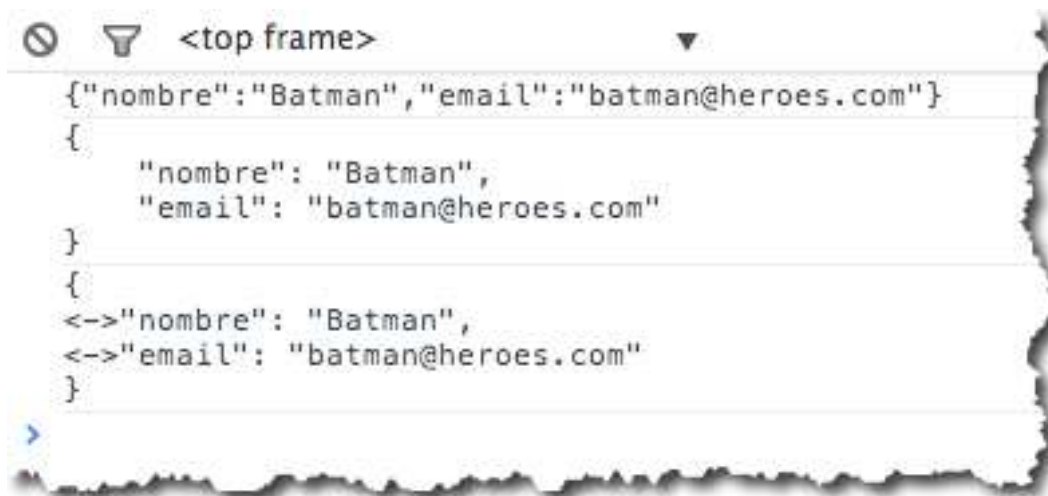 <top frame>
{"nombre":"Batman","email":"batman@heroes.com"}
{
    "nombre": "Batman",
    "email": "batman@heroes.com"
}
{
<->"nombre": "Batman",
<->"email": "batman@heroes.com"
}
>